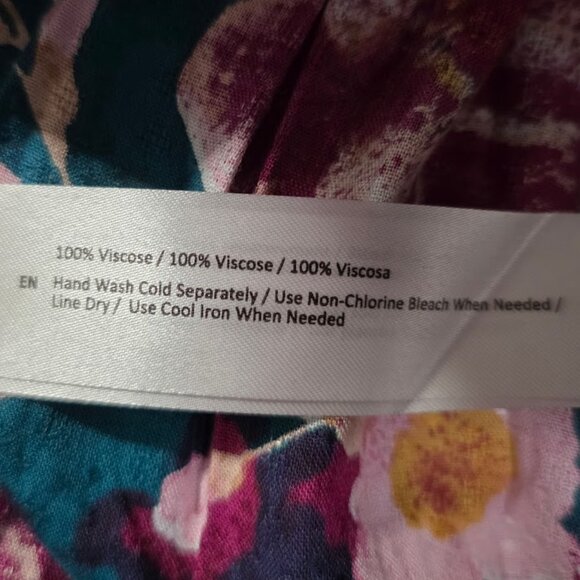 100% Viscose / 100% Viscose / 100% Viscosa
EN Hand Wash Cold Separately / Use Non-Chlorine Bleach When Needed /
Line Dry / Use Cool Iron When Needed